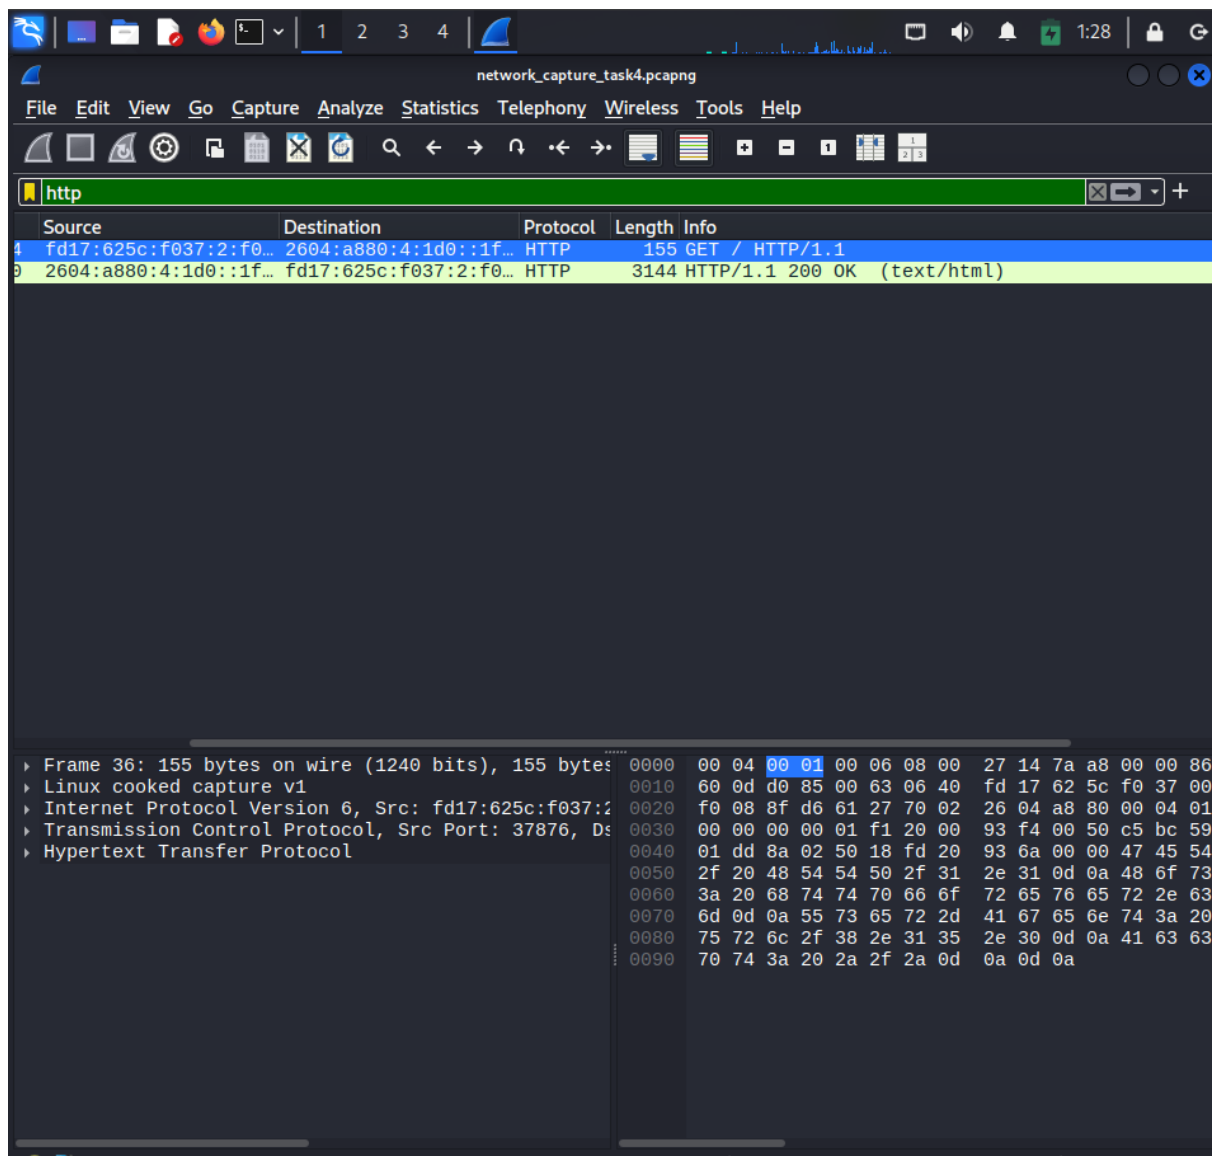 1 2 3 4 1:28
network_capture_task4.pcapng
File Edit View Go Capture Analyze Statistics Telephony Wireless Tools Help
http
Source Destination Protocol Length Info
4 fd17:625c:f037:2:f0… 2604:a880:4:1d0::1f… HTTP 155 GET / HTTP/1.1
2604:a880:4:1d0::1f… fd17:625c:f037:2:f0… HTTP 3144 HTTP/1.1 200 OK (text/html)
Frame 36: 155 bytes on wire (1240 bits), 155 bytes
Linux cooked capture v1
Internet Protocol Version 6, Src: fd17:625c:f037:2
Transmission Control Protocol, Src Port: 37876, Ds
Hypertext Transfer Protocol
0000 00 04 00 01 00 06 08 00 27 14 7a a8 00 00 86
0010 60 0d d0 85 00 63 06 40 fd 17 62 5c f0 37 00
0020 f0 08 8f d6 61 27 70 02 26 04 a8 80 00 04 01
0030 00 00 00 00 01 f1 20 00 93 f4 00 50 c5 bc 59
0040 01 dd 8a 02 50 18 fd 20 93 6a 00 00 47 45 54
0050 2f 20 48 54 54 50 2f 31 2e 31 0d 0a 48 6f 73
0060 3a 20 68 74 74 70 66 6f 72 65 76 65 72 2e 63
0070 6d 0d 0a 55 73 65 72 2d 41 67 65 6e 74 3a 20
0080 75 72 6c 2f 38 2e 31 35 2e 30 0d 0a 41 63 63
0090 70 74 3a 20 2a 2f 2a 0d 0a 0d 0a